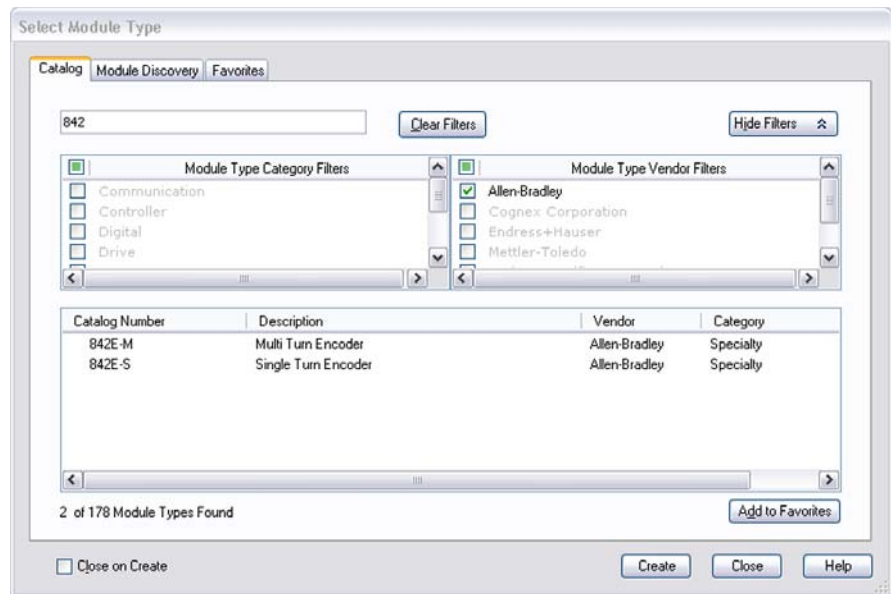 Select Module Type
Catalog Module Discovery Favorites
842 Clear Filters Hide Filters
Module Type Category Filters Module Type Vendor Filters
Communication Allen-Bradley
Controller Cognex Corporation
Digital Endress+Hauser
Drive Mettler-Toledo
Catalog Number Description Vendor Category
842E-M Multi Turn Encoder Allen-Bradley Specialty
842E-S Single Turn Encoder Allen-Bradley Specialty
2 of 178 Module Types Found Add to Favorites
Close on Create Create Close Help